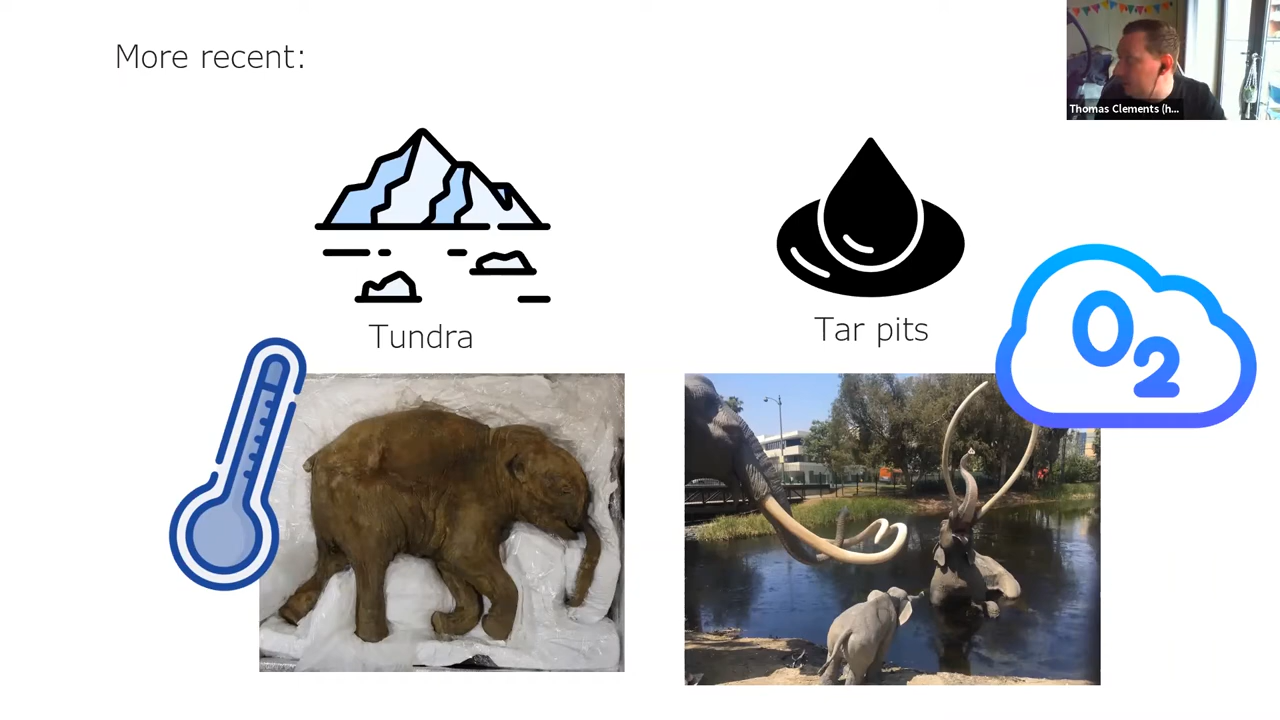 More recent:
Thomas Clements (h...
Tundra
Tar pits
O2